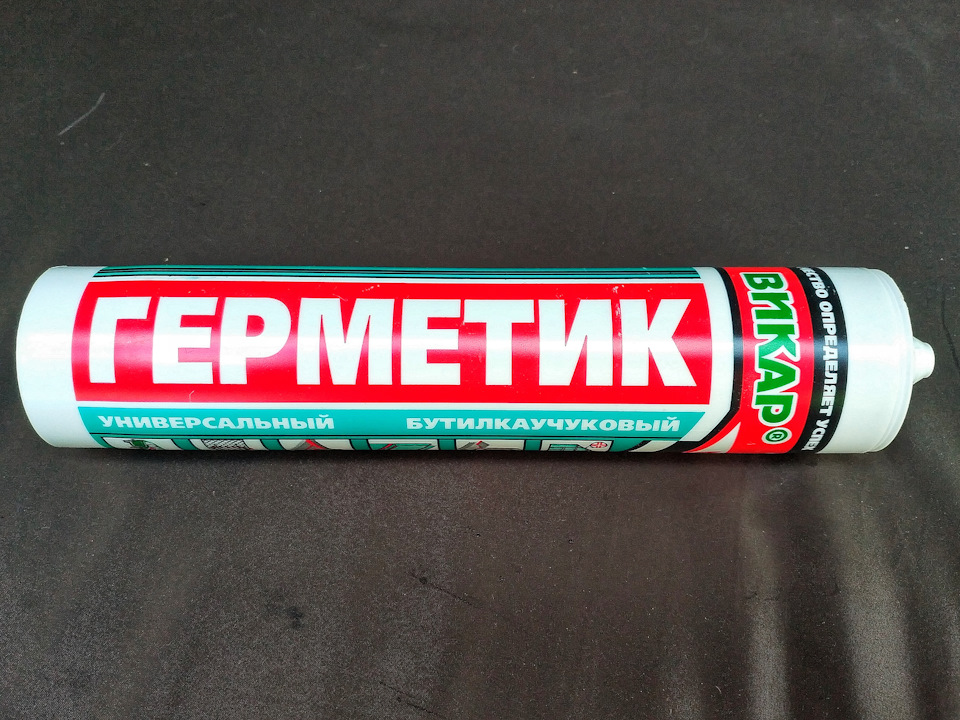 ГЕРМЕТИК
УНИВЕРСАЛЬНЫЙ БУТИЛКАУЧУКОВЫЙ
ВИКАР®
ОПРЕДЕЛЯЕТ